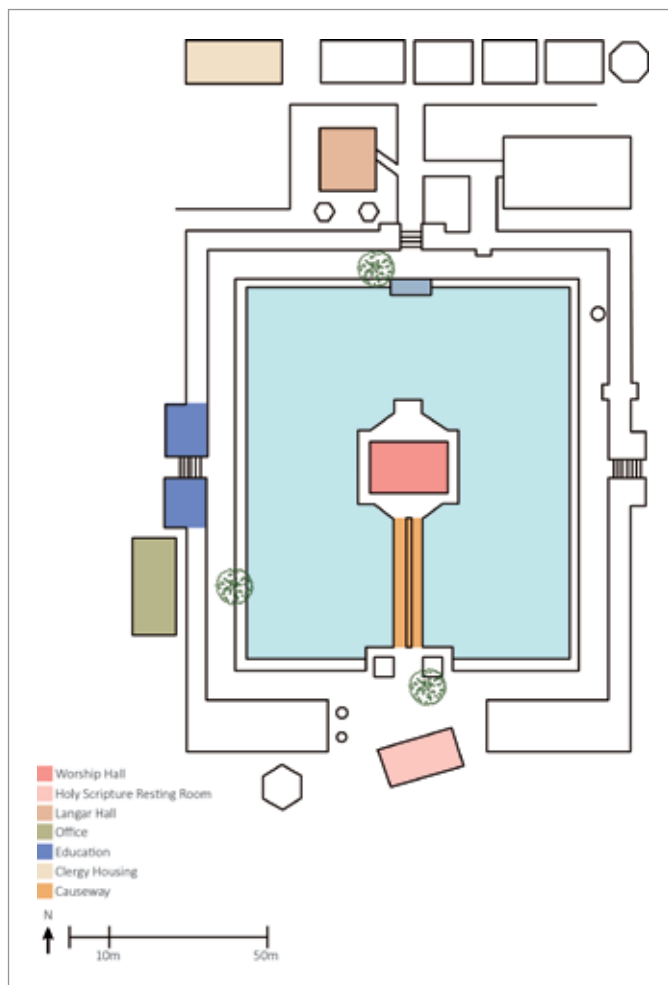 Worship Hall
Holy Scripture Resting Room
Langar Hall
Office
Education
Clergy Housing
Causeway
N
10m 50m